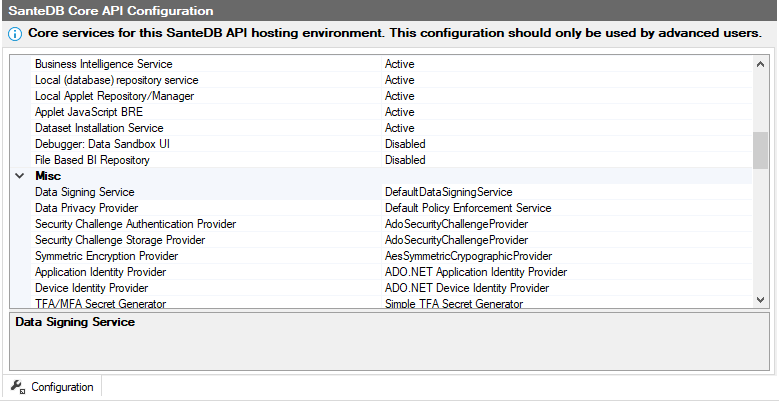 SanteDB Core API Configuration
Core services for this SanteDB API hosting environment. This configuration should only be used by advanced users.
Business Intelligence Service Active
Local (database) repository service Active
Local Applet Repository/Manager Active
Applet JavaScript BRE Active
Dataset Installation Service Active
Debugger: Data Sandbox UI Disabled
File Based BI Repository Disabled
Misc
Data Signing Service DefaultDataSigningService
Data Privacy Provider Default Policy Enforcement Service
Security Challenge Authentication Provider AdoSecurityChallengeProvider
Security Challenge Storage Provider AdoSecurityChallengeProvider
Symmetric Encryption Provider AesSymmetricCrypographicProvider
Application Identity Provider ADO.NET Application Identity Provider
Device Identity Provider ADO.NET Device Identity Provider
TFA/MFA Secret Generator Simple TFA Secret Generator
Data Signing Service
Configuration